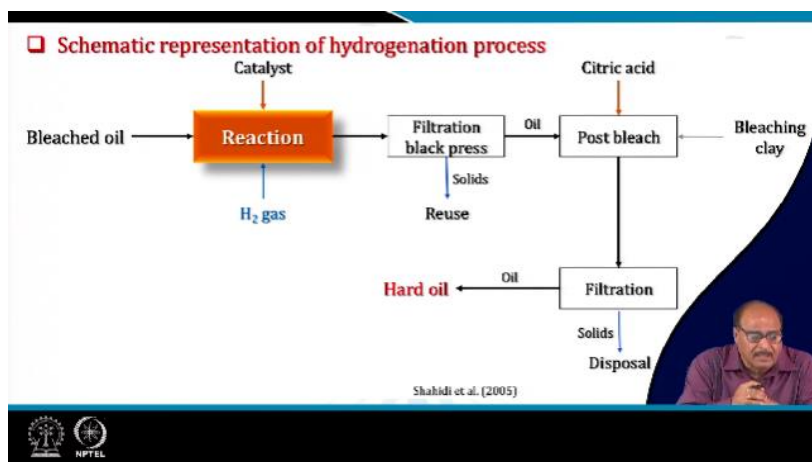 Schematic representation of hydrogenation process
Catalyst
Citric acid
Bleached oil
Reaction
Filtration
black press
Oil
Post bleach
Bleaching
clay
Solids
H₂ gas
Reuse
Hard oil
Oil
Filtration
Solids
Disposal
Shahidi et al. (2005)
NPTEL